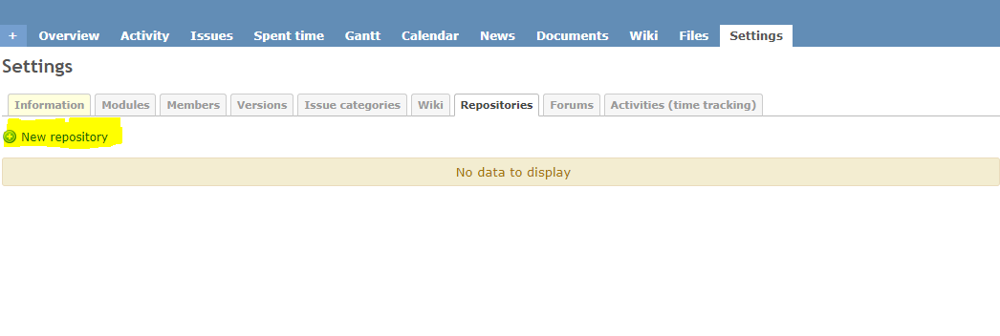 + Overview Activity Issues Spent time Gantt Calendar News Documents Wiki Files Settings
Settings
Information Modules Members Versions Issue categories Wiki Repositories Forums Activities (time tracking)
New repository
No data to display